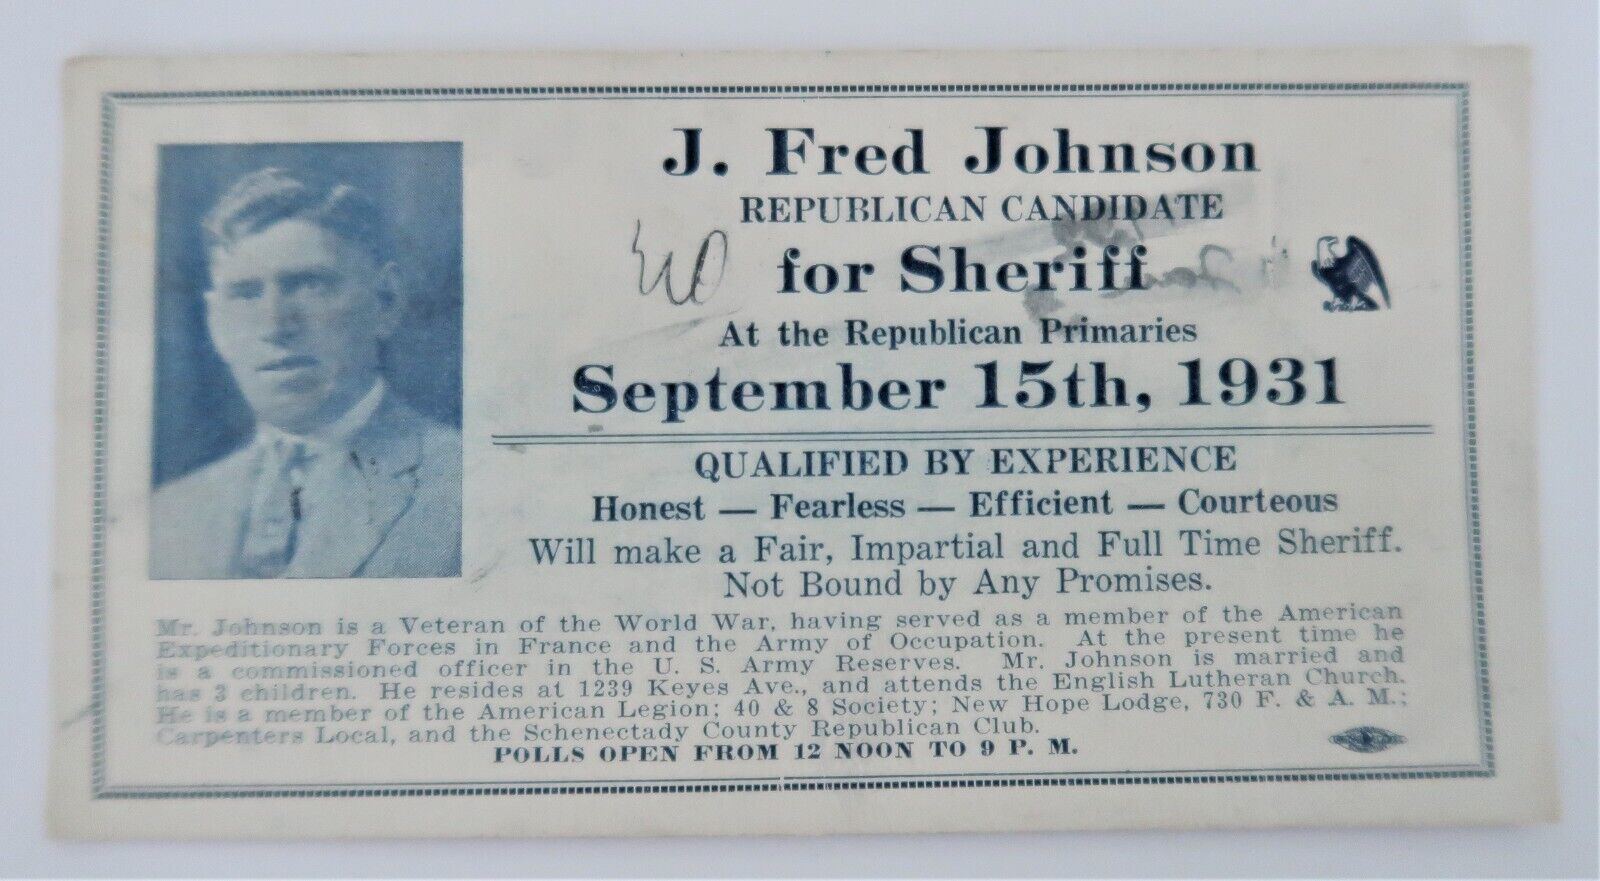 J. Fred Johnson
REPUBLICAN CANDIDATE
for Sheriff
At the Republican Primaries
September 15th, 1931
QUALIFIED BY EXPERIENCE
Honest — Fearless — Efficient — Courteous
Will make a Fair, Impartial and Full Time Sheriff.
Not Bound by Any Promises.
Mr. Johnson is a Veteran of the World War, having served as a member of the American
Expeditionary Forces in France and the Army of Occupation. At the present time he
is a commissioned officer in the U. S. Army Reserves. Mr. Johnson is married and
has 3 children. He resides at 1239 Keyes Ave., and attends the English Lutheran Church.
He is a member of the American Legion; 40 & 8 Society; New Hope Lodge, 730 F. & A. M.;
Carpenters Local, and the Schenectady County Republican Club.
POLLS OPEN FROM 12 NOON TO 9 P. M.